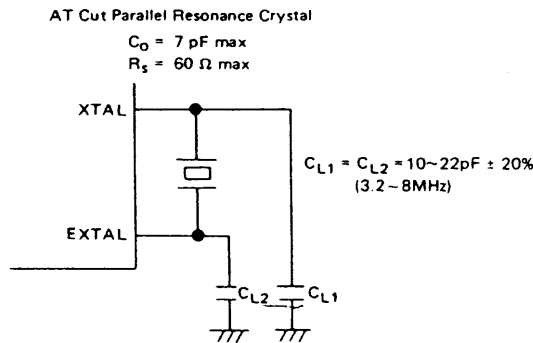 AT Cut Parallel Resonance Crystal
C₀ = 7 pF max
Rₛ = 60 Ω max
XTAL
C_L1 = C_L2 = 10~22pF ± 20%
(3.2~8MHz)
EXTAL
C_L2
C_L1